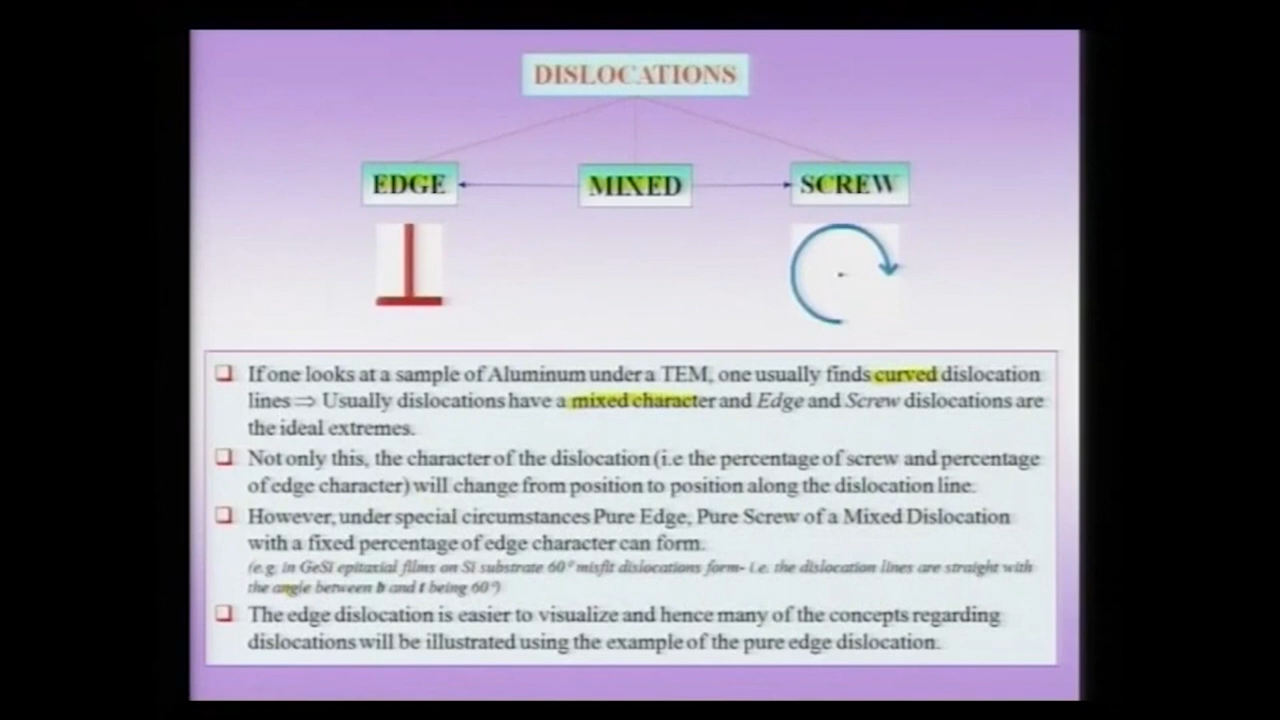 DISLOCATIONS
EDGE MIXED SCREW
If one looks at a sample of Aluminum under a TEM, one usually finds curved dislocation
lines ⇒ Usually dislocations have a mixed character and Edge and Screw dislocations are
the ideal extremes.
Not only this, the character of the dislocation (i.e the percentage of screw and percentage
of edge character) will change from position to position along the dislocation line.
However, under special circumstances Pure Edge, Pure Screw of a Mixed Dislocation
with a fixed percentage of edge character can form.
(e.g. in GeSi epitaxial films on Si substrate 60° misfit dislocations form- i.e. the dislocation lines are straight with
the angle between b and t being 60°)
The edge dislocation is easier to visualize and hence many of the concepts regarding
dislocations will be illustrated using the example of the pure edge dislocation.